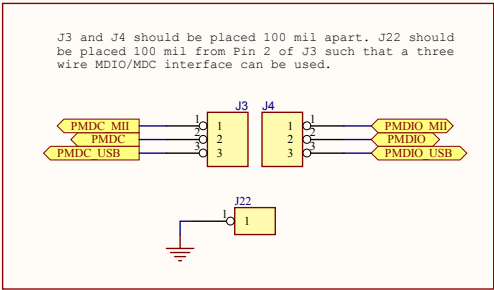 J3 and J4 should be placed 100 mil apart. J22 should
be placed 100 mil from Pin 2 of J3 such that a three
wire MDIO/MDC interface can be used.
J3 J4
PMDC_MII 1 1 1 1 PMDIO_MII
PMDC 2 2 2 2 PMDIO
PMDC_USB 3 3 3 3 PMDIO_USB
J22
1 1